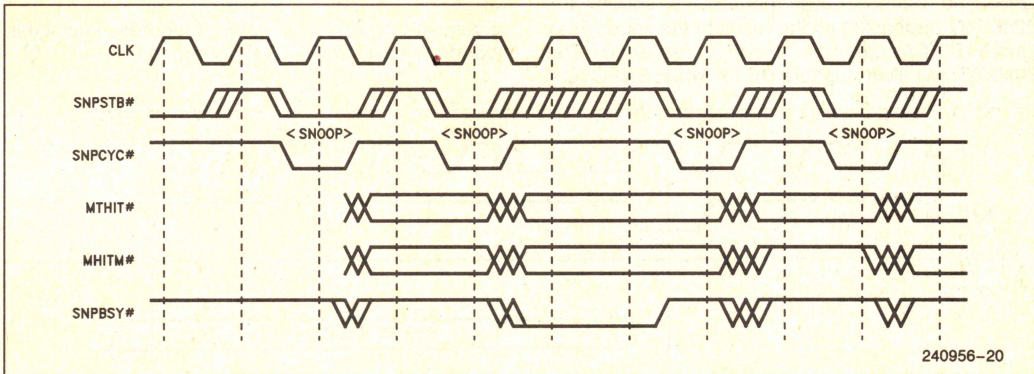 CLK
SNPSTB#
<SNOOP> <SNOOP> <SNOOP> <SNOOP>
SNPCYC#
MTHIT#
MHITM#
SNPBSY#
240956-20